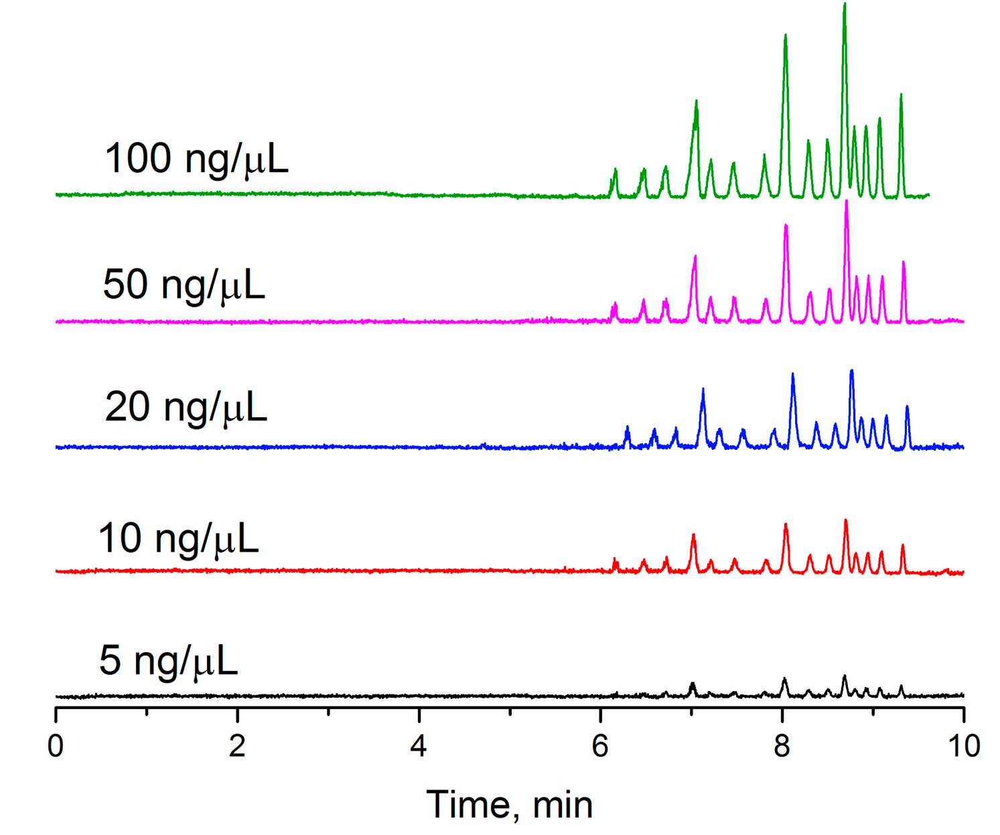 100 ng/μL
50 ng/μL
20 ng/μL
10 ng/μL
5 ng/μL
0 2 4 6 8 10
Time, min